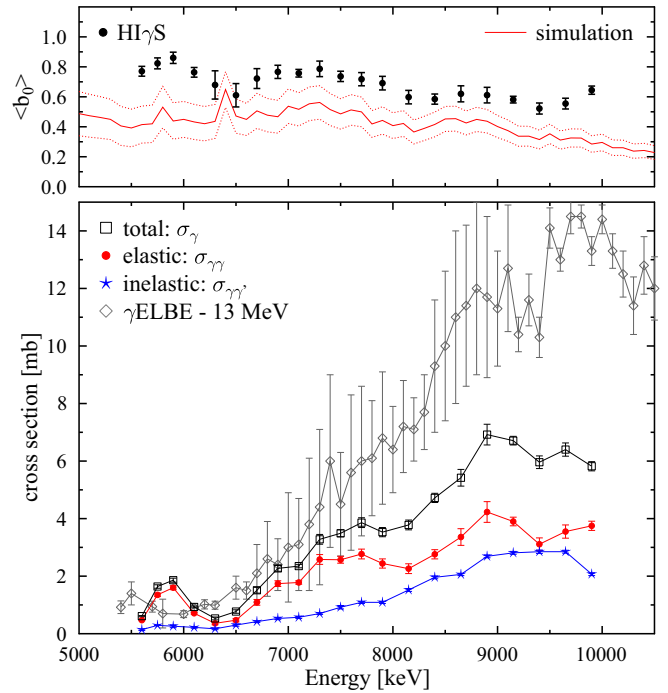 1.0
0.8
0.6
0.4
0.2
0.0
<b₀>
HIγS
simulation
14
12
10
8
6
4
2
0
cross section [mb]
total: σγ
elastic: σγγ
inelastic: σγγ'
γELBE - 13 MeV
5000 6000 7000 8000 9000 10000
Energy [keV]